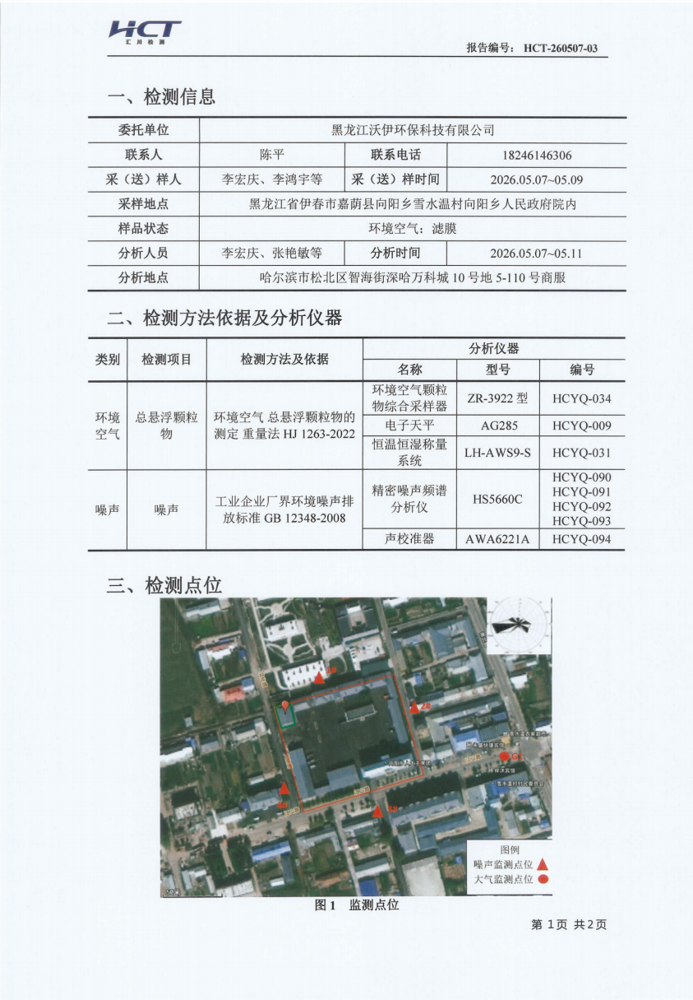 HCT
汇川检测
报告编号： HCT-260507-03
一、检测信息
委托单位 黑龙江沃伊环保科技有限公司
联系人 陈平 联系电话 18246146306
采（送）样人 李宏庆、李鸿宇等 采（送）样时间 2026.05.07~05.09
采样地点 黑龙江省伊春市嘉荫县向阳乡雪水温村向阳乡人民政府院内
样品状态 环境空气：滤膜
分析人员 李宏庆、张艳敏等 分析时间 2026.05.07~05.11
分析地点 哈尔滨市松北区智海街深哈万科城 10 号地 5-110 号商服
二、检测方法依据及分析仪器
类别 检测项目 检测方法及依据 分析仪器
名称 型号 编号
环境
空气
总悬浮颗粒
物
环境空气 总悬浮颗粒物的
测定 重量法 HJ 1263-2022
环境空气颗粒
物综合采样器
ZR-3922 型 HCYQ-034
电子天平 AG285 HCYQ-009
恒温恒湿称量
系统
LH-AWS9-S HCYQ-031
噪声 噪声
工业企业厂界环境噪声排
放标准 GB 12348-2008
精密噪声频谱
分析仪
HS5660C
HCYQ-090
HCYQ-091
HCYQ-092
HCYQ-093
声校准器 AWA6221A HCYQ-094
三、检测点位
2#
G1
图例
噪声监测点位
大气监测点位
50米
图 1 监测点位
第 1页 共2页